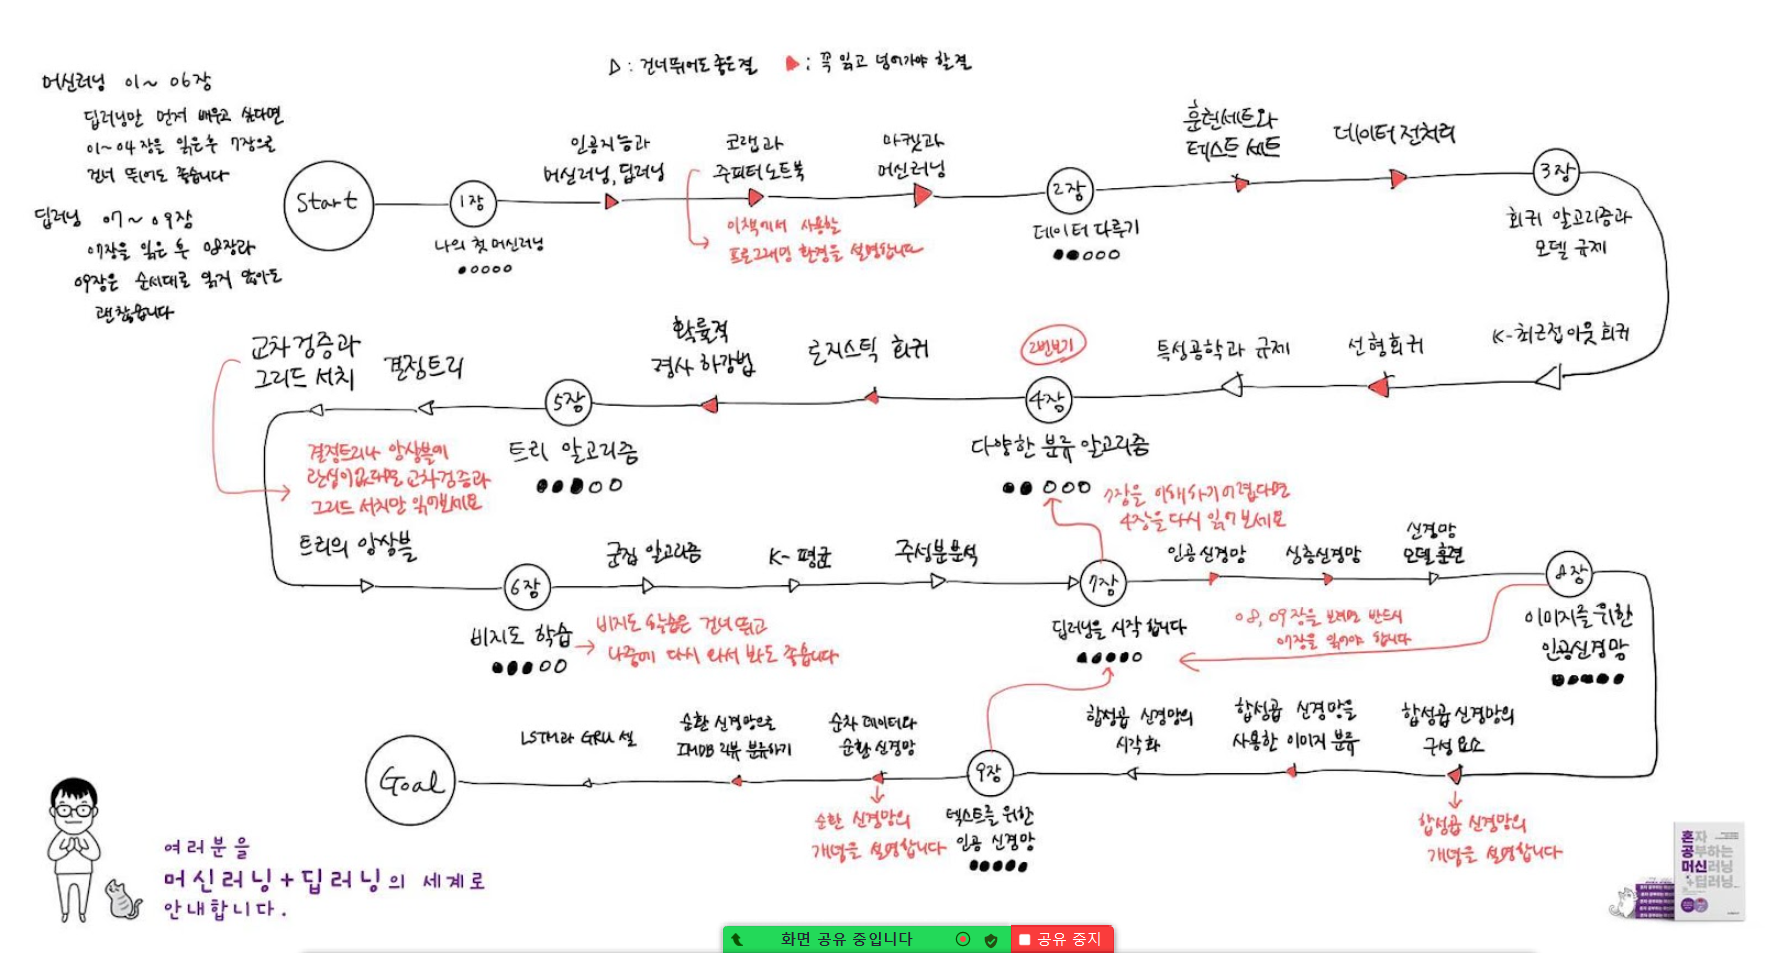 ▷ : 건너뛰어도 좋은 절
▶ : 꼭 읽고 넘어가야 할 절
머신러닝 01~06장
딥러닝만 먼저 배우고 싶다면
01~04장을 읽은 후 7장으로
건너 뛰어도 좋습니다
딥러닝 07~09장
07장을 읽은 후 08장과
09장은 순서대로 읽지 않아도
괜찮습니다
Start
1장
나의 첫 머신러닝
인공지능과
머신러닝, 딥러닝
코랩과
주피터 노트북
이책에서 사용할
프로그래밍 환경을 설명합니다
마켓과
머신러닝
2장
데이터 다루기
훈련세트와
테스트 세트
데이터 전처리
3장
회귀 알고리즘과
모델 규제
K-최근접 이웃 회귀
선형회귀
특성공학과 규제
2번보기
4장
다양한 분류 알고리즘
로지스틱 회귀
확률적
경사 하강법
5장
트리 알고리즘
결정트리
교차검증과
그리드 서치
결정트리나 앙상블에
관심이 없다면 교차검증과
그리드 서치만 읽어보세요
트리의 앙상블
6장
비지도 학습
비지도 학습은 건너 뛰고
나중에 다시 와서 봐도 좋습니다
군집 알고리즘
K-평균
주성분분석
7장
딥러닝을 시작 합니다
7장을 이해하기 어렵다면
4장을 다시 읽어 보세요
인공신경망
심층신경망
신경망
모델 훈련
8장
이미지를 위한
인공신경망
08, 09장을 보려면 반드시
07장을 읽어야 합니다
합성곱 신경망의
구성 요소
합성곱 신경망의
개념을 설명합니다
합성곱 신경망을
사용한 이미지 분류
합성곱 신경망의
시각화
9장
텍스트를 위한
인공 신경망
순차 데이터와
순환 신경망
순환 신경망의
개념을 설명합니다
순환 신경망으로
IMDB 리뷰 분류하기
LSTM과 GRU 셀
Goal
여러분을
머신러닝+딥러닝의 세계로
안내합니다.
혼자
공부하는
머신러닝
+딥러닝
화면 공유 중입니다
공유 중지